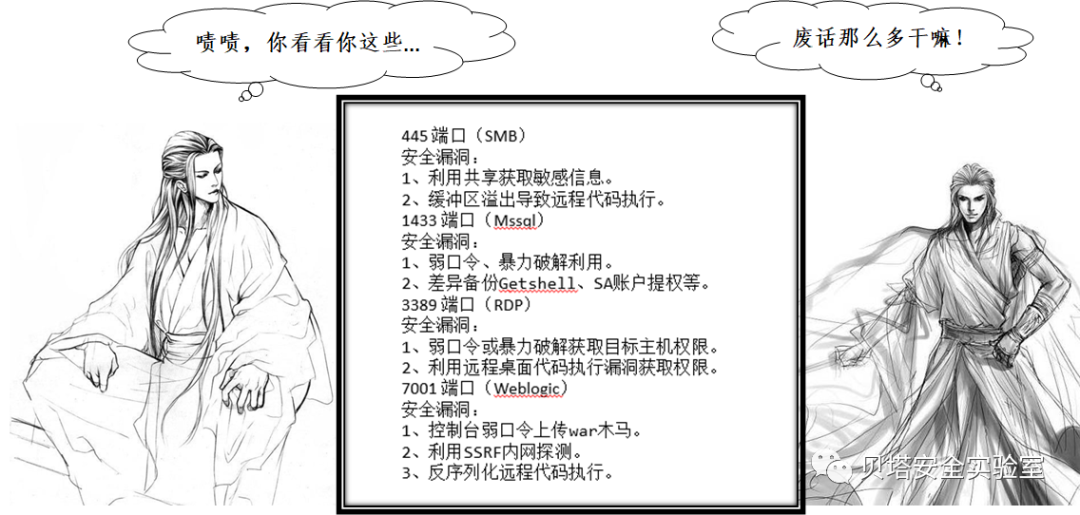 啧啧，你看看你这些...
废话那么多干嘛！
445 端口（SMB）
安全漏洞：
1、利用共享获取敏感信息。
2、缓冲区溢出导致远程代码执行。
1433 端口（Mssql）
安全漏洞：
1、弱口令、暴力破解利用。
2、差异备份Getshell、SA账户提权等。
3389 端口（RDP）
安全漏洞：
1、弱口令或暴力破解获取目标主机权限。
2、利用远程桌面代码执行漏洞获取权限。
7001 端口（Weblogic）
安全漏洞：
1、控制台弱口令上传war木马。
2、利用SSRF内网探测。
3、反序列化远程代码执行。
贝塔安全实验室